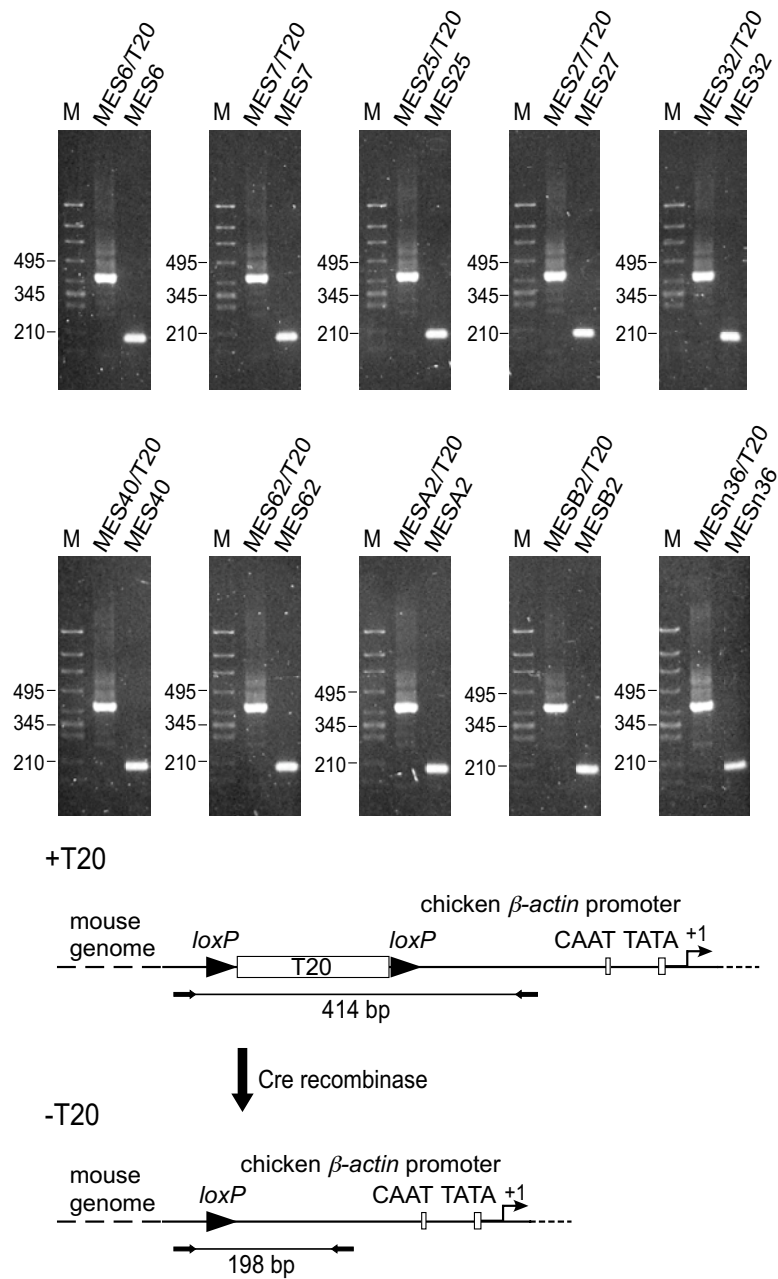 M MES6/T20 MES6
M MES7/T20 MES7
M MES25/T20 MES25
M MES27/T20 MES27
M MES32/T20 MES32
495
345
210
495
345
210
495
345
210
495
345
210
495
345
210
M MES40/T20 MES40
M MES62/T20 MES62
M MESA2/T20 MESA2
M MESB2/T20 MESB2
M MESn36/T20 MESn36
495
345
210
495
345
210
495
345
210
495
345
210
495
345
210
+T20
chicken β-actin promoter
mouse
genome
loxP
loxP
CAAT TATA +1
T20
414 bp
Cre recombinase
-T20
chicken β-actin promoter
mouse
genome
loxP
CAAT TATA +1
198 bp